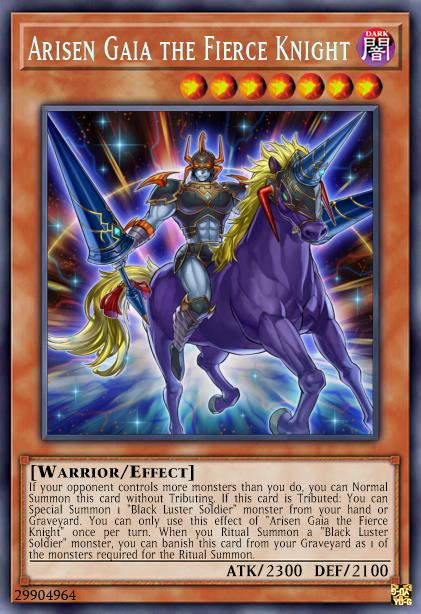 ARISEN GAIA THE FIERCE KNIGHT
DARK
闇
[WARRIOR/EFFECT]
If your opponent controls more monsters than you do, you can Normal
Summon this card without Tributing. If this card is Tributed: You can
Special Summon 1 "Black Luster Soldier" monster from your hand or
Graveyard. You can only use this effect of "Arisen Gaia the Fierce
Knight" once per turn. When you Ritual Summon a "Black Luster
Soldier" monster, you can banish this card from your Graveyard as 1 of
the monsters required for the Ritual Summon.
ATK/2300 DEF/2100
29904964